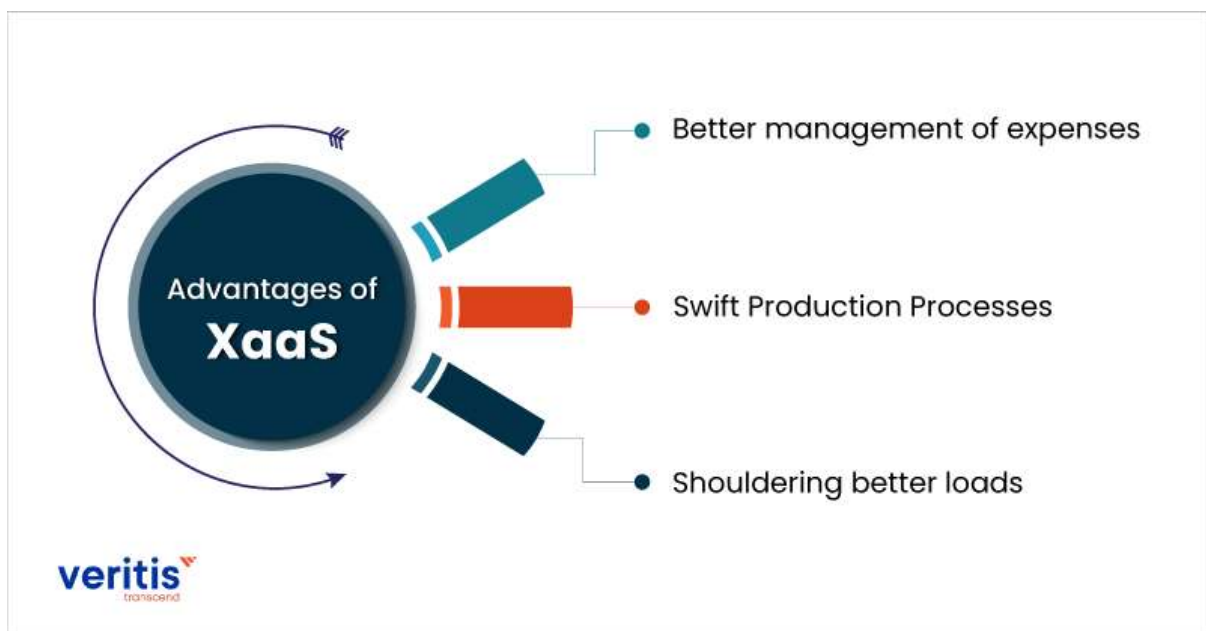 Better management of expenses
Advantages of
XaaS
Swift Production Processes
Shouldering better loads
veritis
transcend